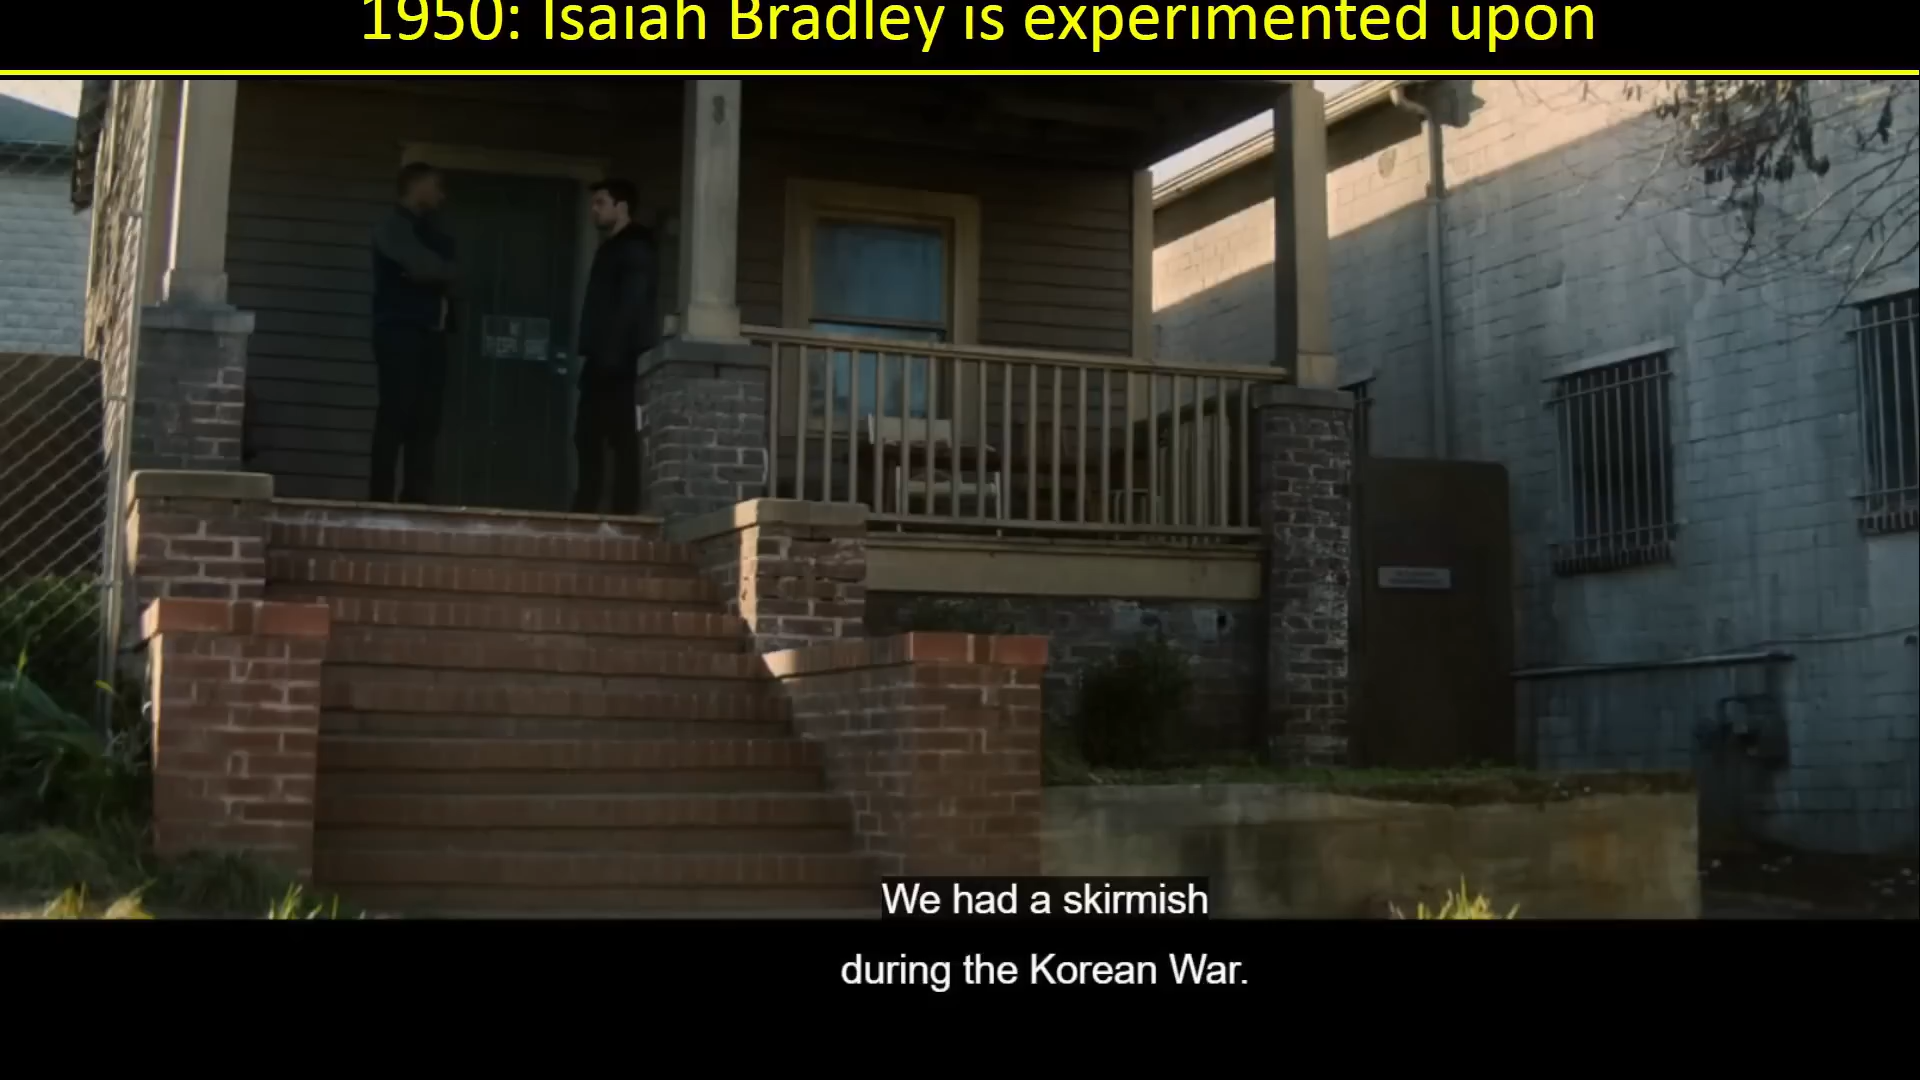 1950: Isaiah Bradley is experimented upon
We had a skirmish
during the Korean War.